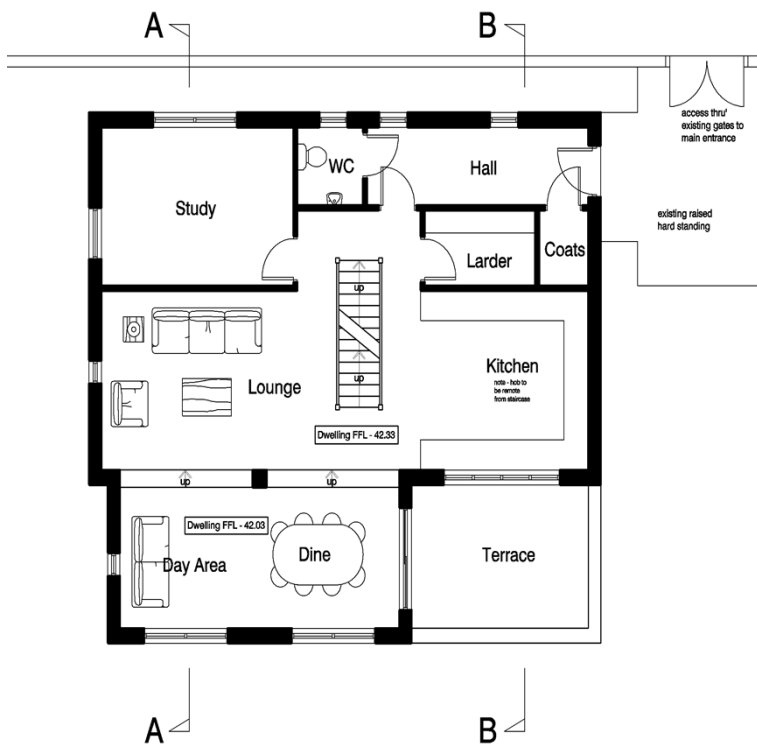 A
B
access thru'
existing gates to
main entrance
WC
Hall
Study
existing raised
hard standing
Larder
Coats
up
up
Lounge
Kitchen
note - hob to
be remote
from staircase
Dwelling FFL - 42.33
up
up
Dwelling FFL - 42.03
Day Area
Dine
Terrace
A
B